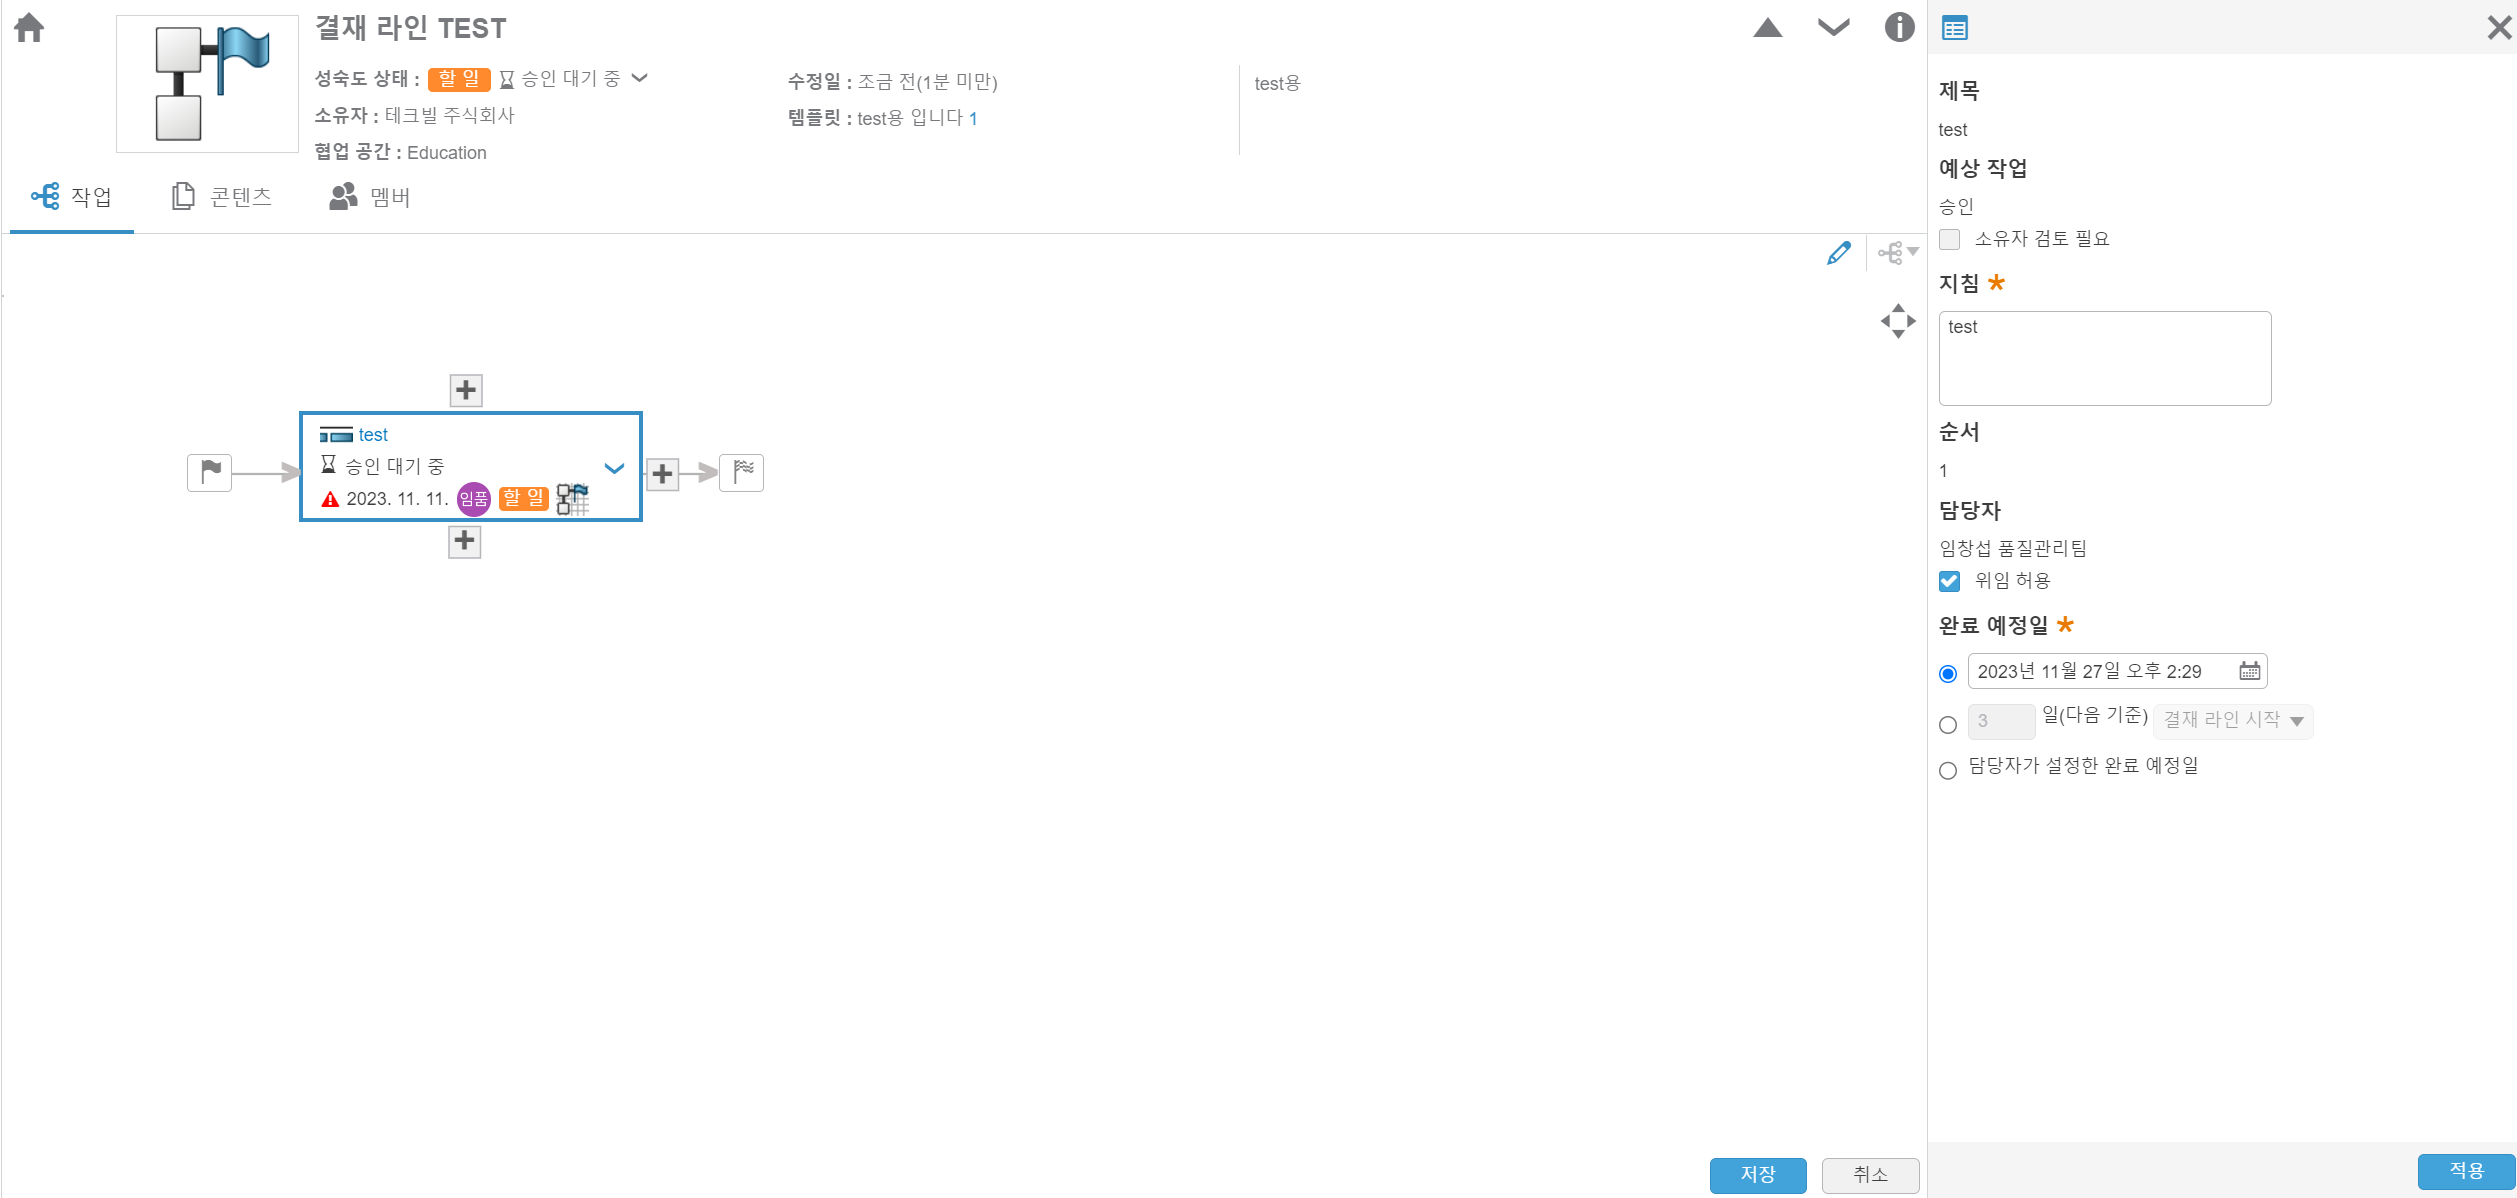 결재 라인 TEST
성숙도 상태 : 할 일 승인 대기 중
소유자 : 테크빌 주식회사
협업 공간 : Education
수정일 : 조금 전(1분 미만)
템플릿 : test용 입니다 1
test용
작업
콘텐츠
멤버
test
승인 대기 중
2023. 11. 11. 임품 할 일
저장
취소
제목
test
예상 작업
승인
소유자 검토 필요
지침 *
test
순서
1
담당자
임창섭 품질관리팀
위임 허용
완료 예정일 *
2023년 11월 27일 오후 2:29
3 일(다음 기준) 결재 라인 시작
담당자가 설정한 완료 예정일
적용